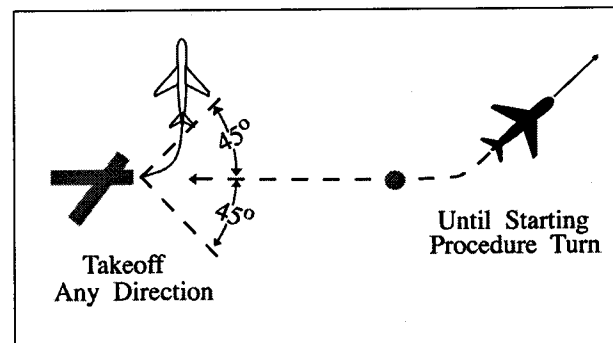 45°
45°
Until Starting
Procedure Turn
Takeoff
Any Direction